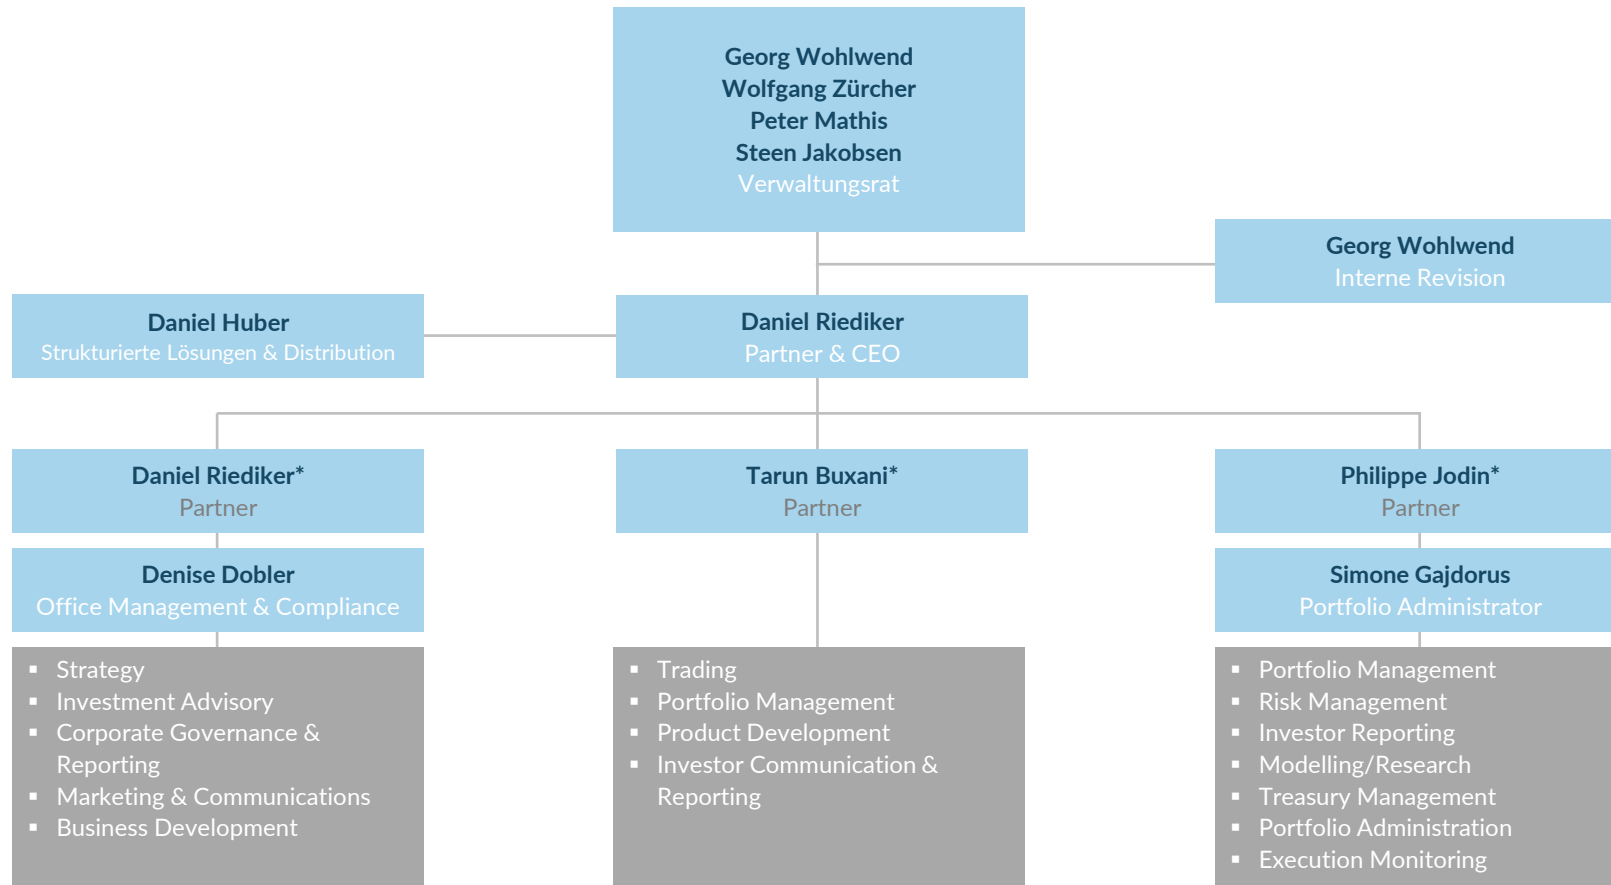 Georg Wohlwend
Wolfgang Zürcher
Peter Mathis
Steen Jakobsen
Verwaltungsrat
Georg Wohlwend
Interne Revision
Daniel Huber
Strukturierte Lösungen & Distribution
Daniel Riediker
Partner & CEO
Daniel Riediker*
Partner
Tarun Buxani*
Partner
Philippe Jodin*
Partner
Denise Dobler
Office Management & Compliance
Simone Gajdorus
Portfolio Administrator
▪ Strategy
▪ Investment Advisory
▪ Corporate Governance &
Reporting
▪ Marketing & Communications
▪ Business Development
▪ Trading
▪ Portfolio Management
▪ Product Development
▪ Investor Communication &
Reporting
▪ Portfolio Management
▪ Risk Management
▪ Investor Reporting
▪ Modelling/Research
▪ Treasury Management
▪ Portfolio Administration
▪ Execution Monitoring